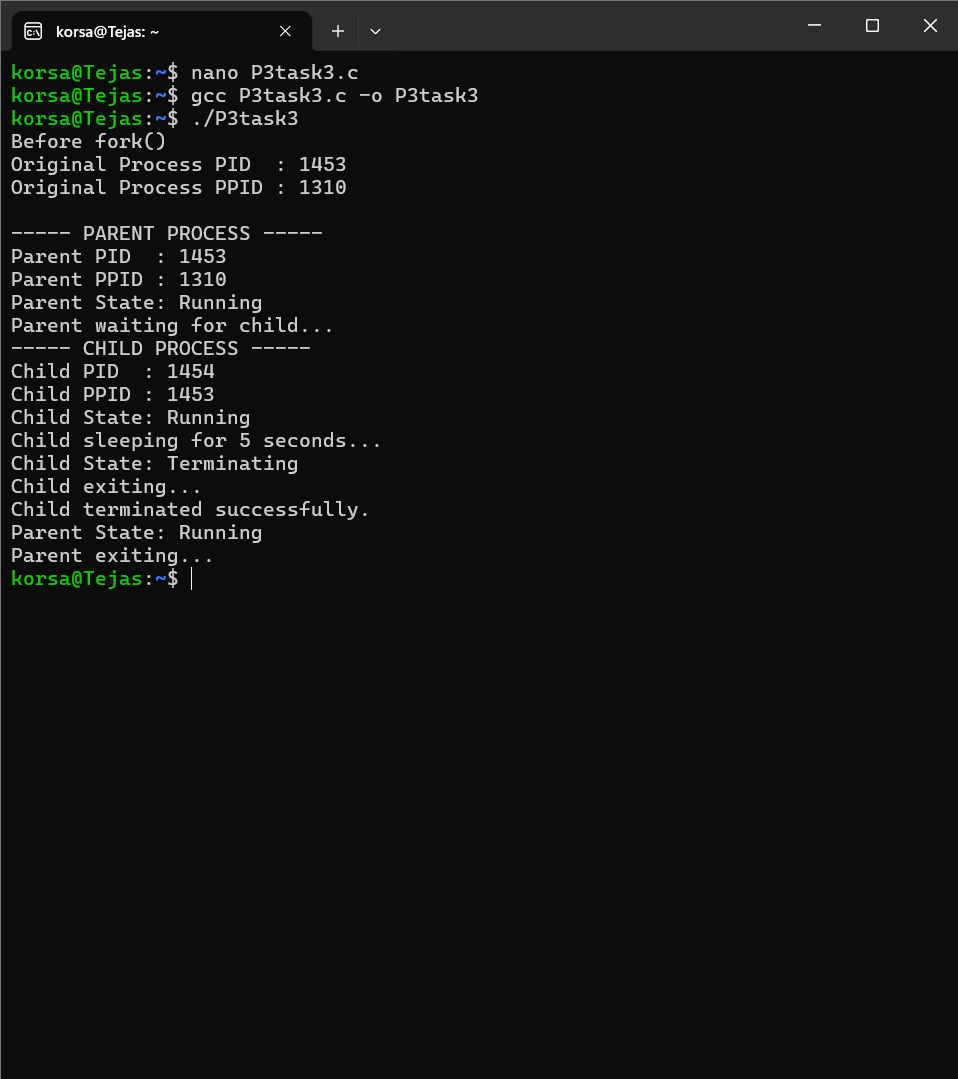 korsa@Tejas: ~
korsa@Tejas:~$ nano P3task3.c
korsa@Tejas:~$ gcc P3task3.c -o P3task3
korsa@Tejas:~$ ./P3task3
Before fork()
Original Process PID  : 1453
Original Process PPID : 1310

----- PARENT PROCESS -----
Parent PID  : 1453
Parent PPID : 1310
Parent State: Running
Parent waiting for child...
----- CHILD PROCESS -----
Child PID  : 1454
Child PPID : 1453
Child State: Running
Child sleeping for 5 seconds...
Child State: Terminating
Child exiting...
Child terminated successfully.
Parent State: Running
Parent exiting...
korsa@Tejas:~$